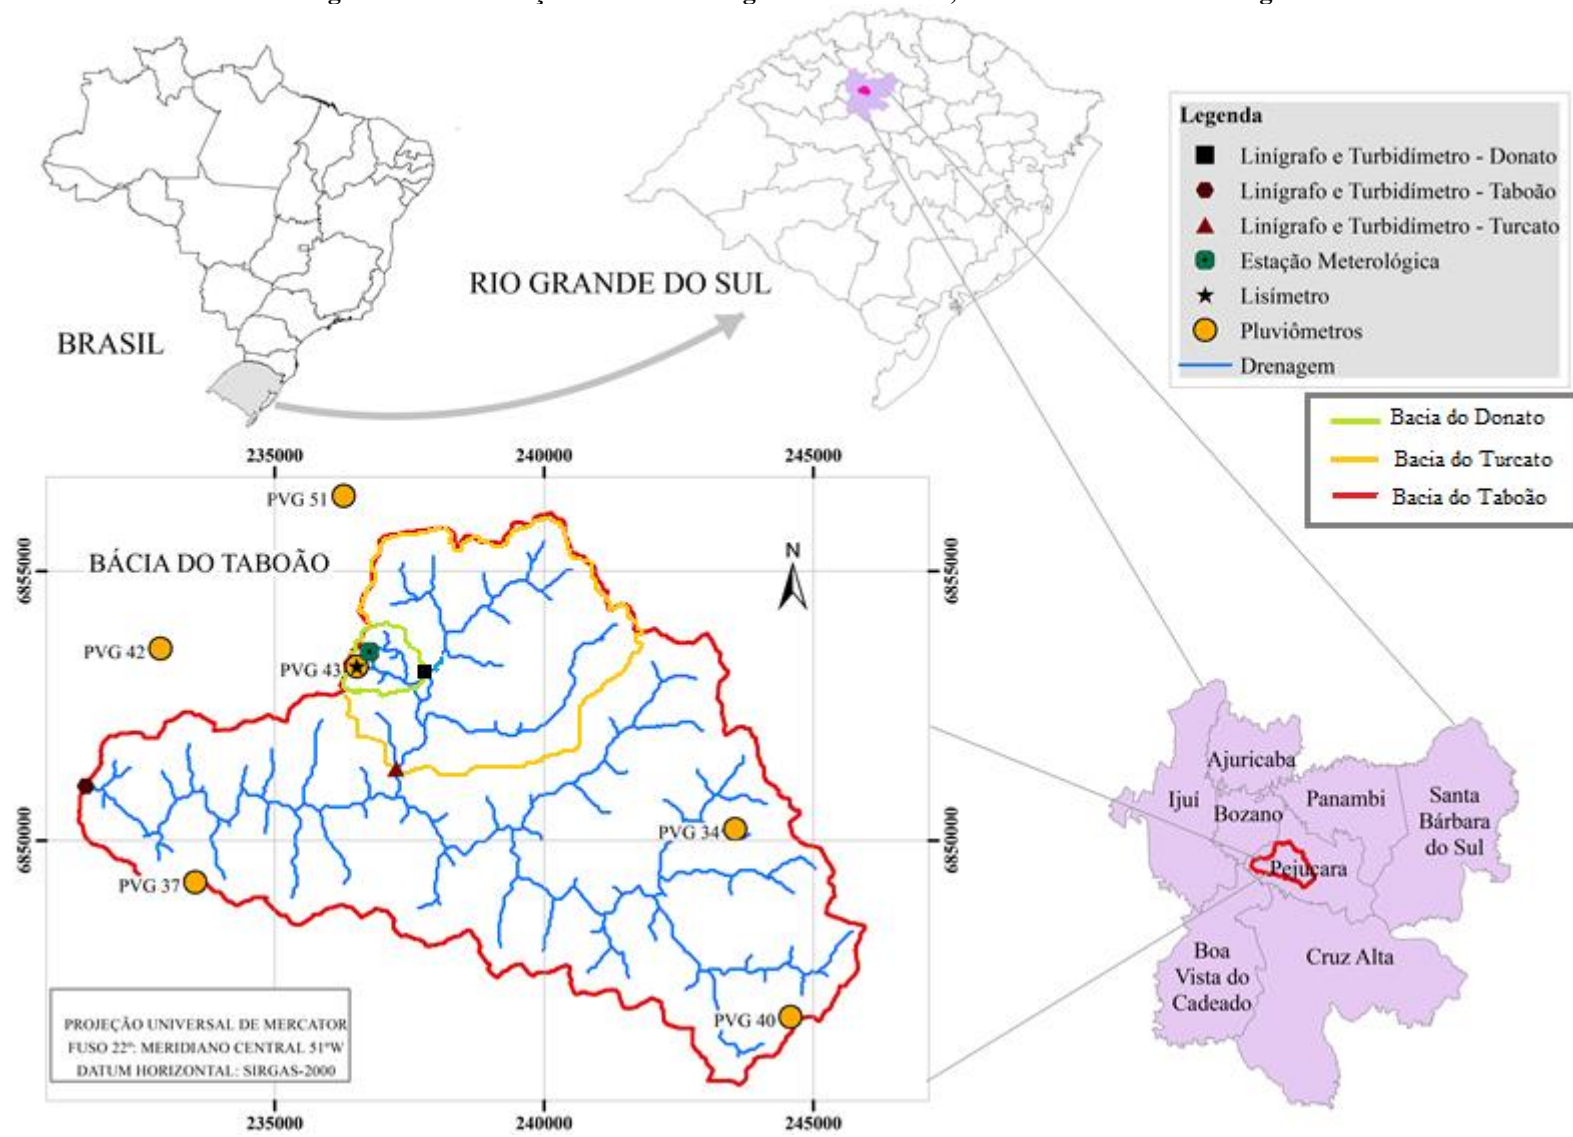 BRASIL
RIO GRANDE DO SUL
Legenda
Linígrafo e Turbidímetro - Donato
Linígrafo e Turbidímetro - Taboão
Linígrafo e Turbidímetro - Turcato
Estação Meterológica
Lisímetro
Pluviômetros
Drenagem
Bacia do Donato
Bacia do Turcato
Bacia do Taboão
235000
240000
245000
PVG 51
BÁCIA DO TABOÃO
N
6855000
6855000
PVG 42
PVG 43
PVG 34
6850000
6850000
PVG 37
PVG 40
PROJEÇÃO UNIVERSAL DE MERCATOR
FUSO 22º: MERIDIANO CENTRAL 51ºW
DATUM HORIZONTAL: SIRGAS-2000
235000
240000
245000
Ajuricaba
Ijuí
Bozano
Panambi
Santa
Bárbara
do Sul
Pejuçara
Boa
Vista do
Cadeado
Cruz Alta